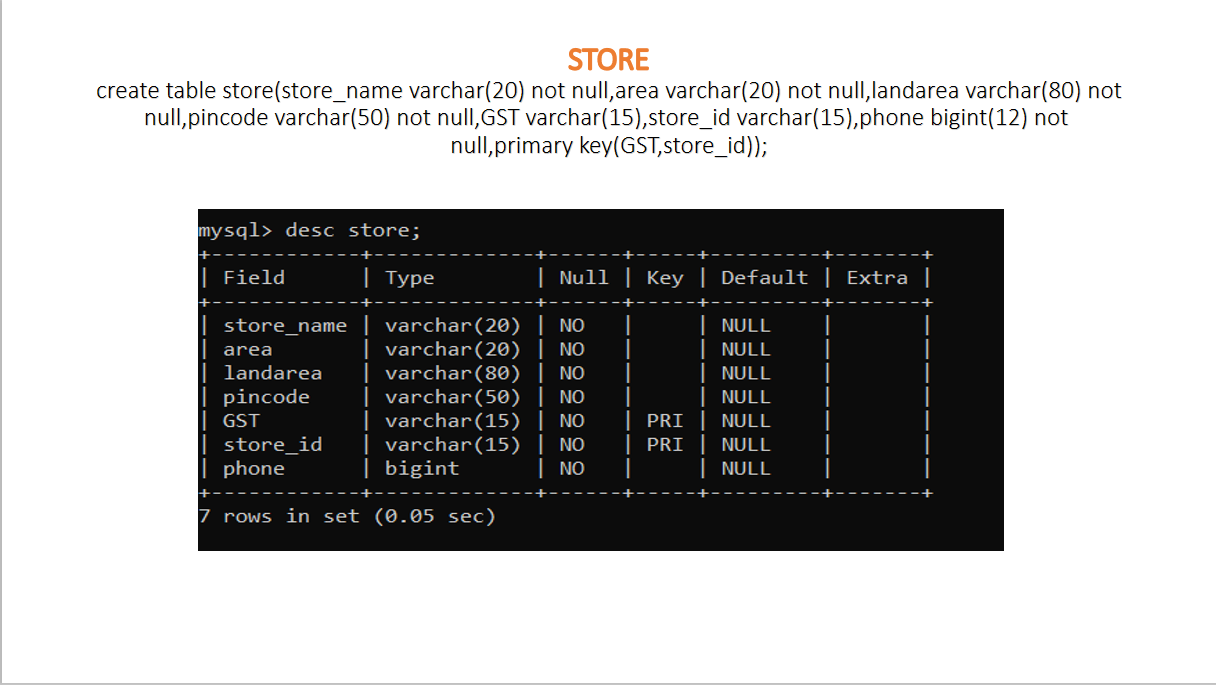 STORE
create table store(store_name varchar(20) not null,area varchar(20) not null,landarea varchar(80) not
null,pincode varchar(50) not null,GST varchar(15),store_id varchar(15),phone bigint(12) not
null,primary key(GST,store_id));
mysql> desc store;
+------------+-------------+------+-----+---------+-------+
| Field      | Type        | Null | Key | Default | Extra |
+------------+-------------+------+-----+---------+-------+
| store_name | varchar(20) | NO   |     | NULL    |       |
| area       | varchar(20) | NO   |     | NULL    |       |
| landarea   | varchar(80) | NO   |     | NULL    |       |
| pincode    | varchar(50) | NO   |     | NULL    |       |
| GST        | varchar(15) | NO   | PRI | NULL    |       |
| store_id   | varchar(15) | NO   | PRI | NULL    |       |
| phone      | bigint      | NO   |     | NULL    |       |
+------------+-------------+------+-----+---------+-------+
7 rows in set (0.05 sec)